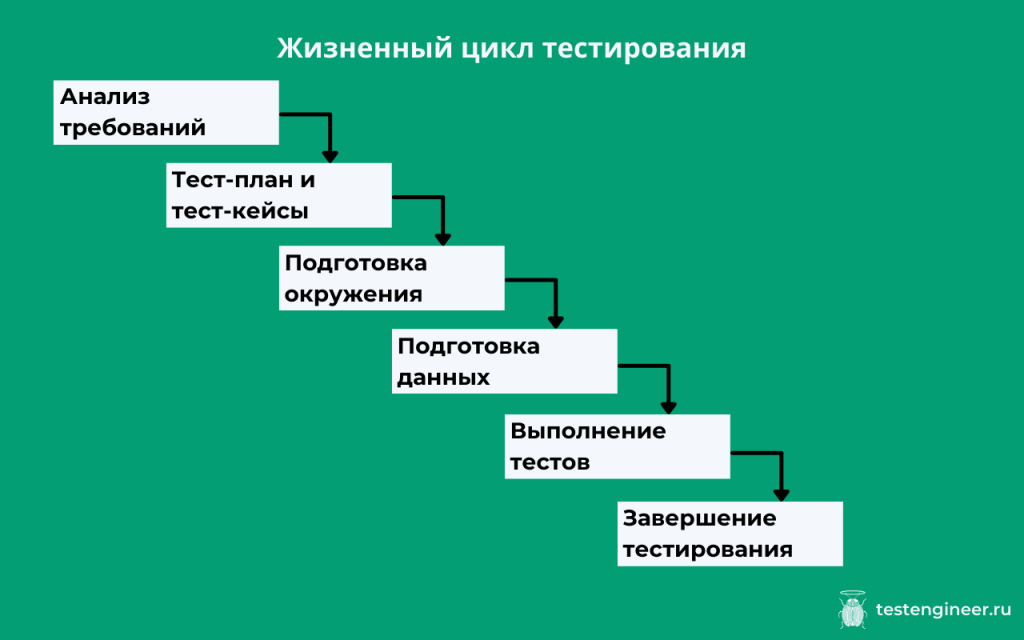 Жизненный цикл тестирования
Анализ
требований
Тест-план и
тест-кейсы
Подготовка
окружения
Подготовка
данных
Выполнение
тестов
Завершение
тестирования
testengineer.ru